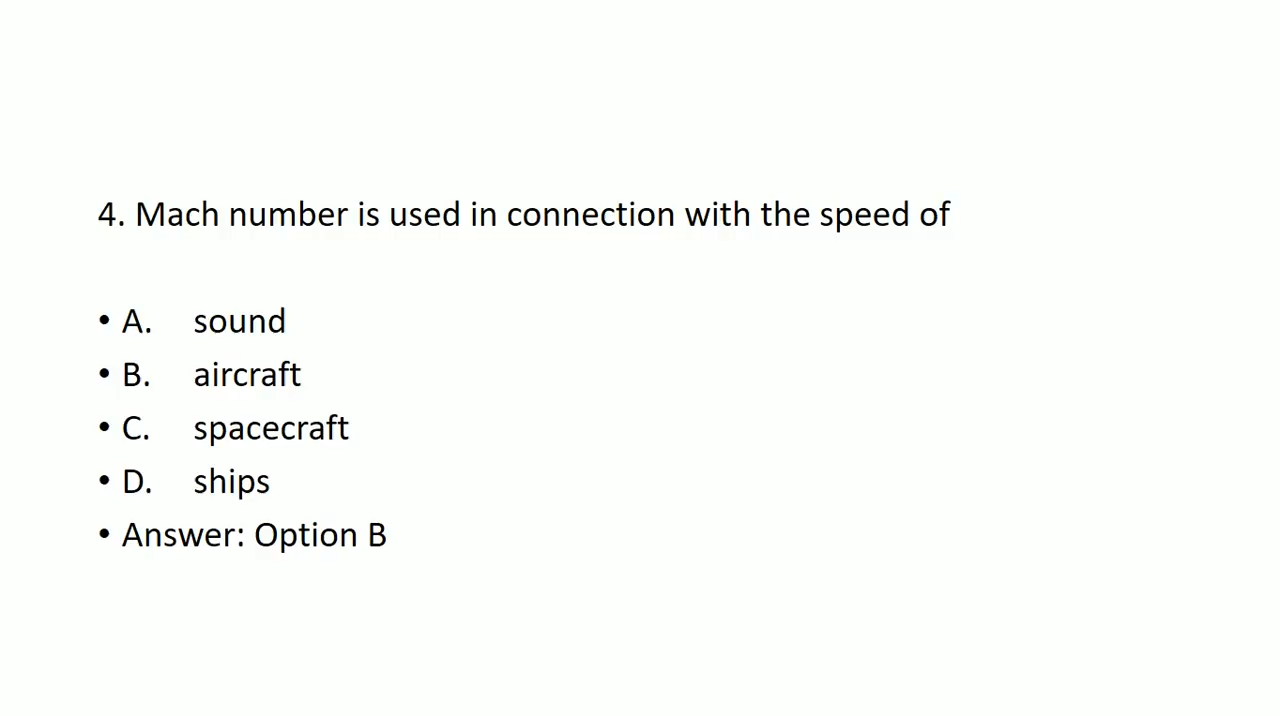 4. Mach number is used in connection with the speed of
• A. sound
• B. aircraft
• C. spacecraft
• D. ships
• Answer: Option B